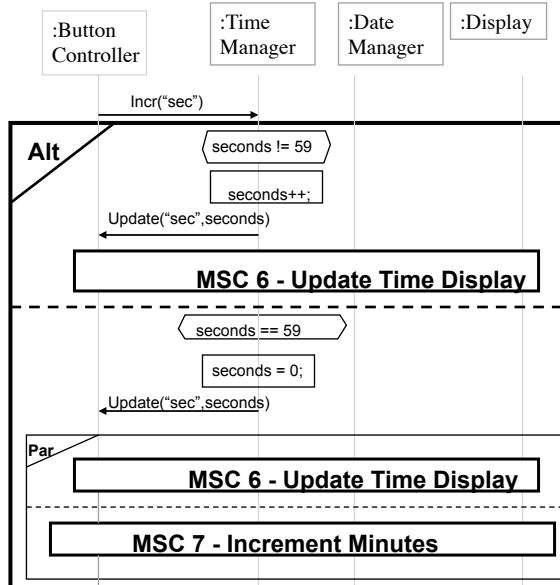 :Button
Controller
:Time
Manager
:Date
Manager
:Display
Incr(“sec”)
Alt
seconds != 59
seconds++;
Update(“sec”,seconds)
MSC 6 - Update Time Display
seconds == 59
seconds = 0;
Update(“sec”,seconds)
Par
MSC 6 - Update Time Display
MSC 7 - Increment Minutes